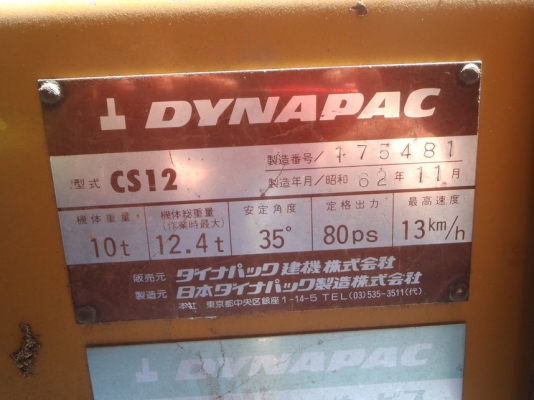 DYNAPAC
型式 CS12
製造番号/175481
製造年月/昭和62年11月
機体重量 機体総重量(作業時最大) 安定角度 定格出力 最高速度
10t 12.4t 35° 80ps 13km/h
販売元 ダイナパック建機株式会社
製造元 日本ダイナパック製造株式会社
本社 東京都中央区銀座1-14-5 TEL(03)535-3511(代)
DYNAPAC